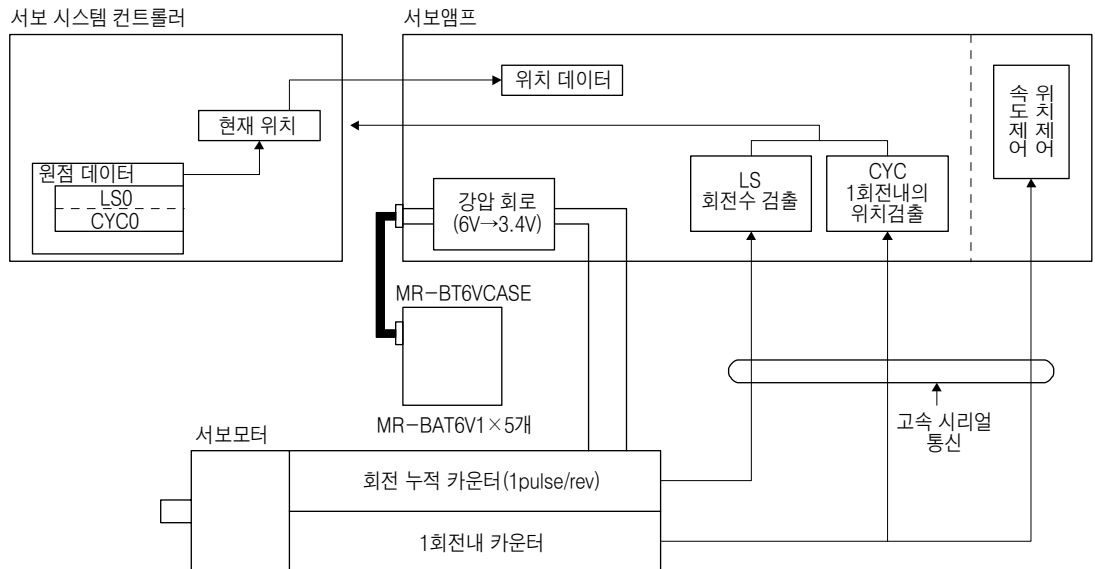 서보 시스템 컨트롤러
서보앰프
위치 데이터
현재 위치
원점 데이터
LS0
CYC0
강압 회로
(6V→3.4V)
LS
회전수 검출
CYC
1회전내의
위치검출
위치제어
속도제어
MR-BT6VCASE
MR-BAT6V1×5개
고속 시리얼
통신
서보모터
회전 누적 카운터(1pulse/rev)
1회전내 카운터